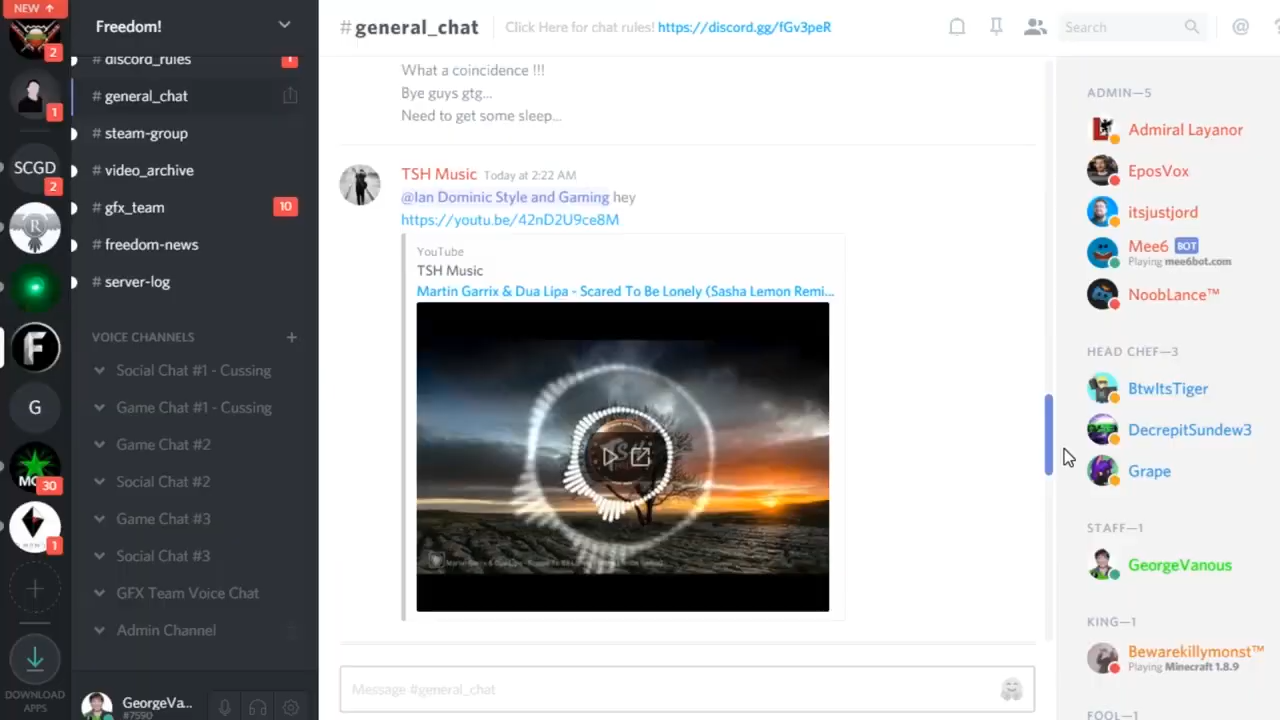 NEW ↑
2
1
SCGD
2
G
MC
30
1
DOWNLOAD
APPS
Freedom!
# discord_rules
1
# general_chat
# steam-group
# video_archive
# gfx_team
10
# freedom-news
# server-log
VOICE CHANNELS
Social Chat #1 - Cussing
Game Chat #1 - Cussing
Game Chat #2
Social Chat #2
Game Chat #3
Social Chat #3
GFX Team Voice Chat
Admin Channel
GeorgeVa...
#7590
#general_chat
Click Here for chat rules! https://discord.gg/fGv3peR
Search
What a coincidence !!!
Bye guys gtg...
Need to get some sleep...
TSH Music Today at 2:22 AM
@Ian Dominic Style and Gaming hey
https://youtu.be/42nD2U9ce8M
YouTube
TSH Music
Martin Garrix & Dua Lipa - Scared To Be Lonely (Sasha Lemon Remi...
Message #general_chat
ADMIN—5
Admiral Layanor
EposVox
itsjustjord
Mee6 BOT
Playing mee6bot.com
NoobLance™
HEAD CHEF—3
BtwItsTiger
DecrepitSundew3
Grape
STAFF—1
GeorgeVanous
KING—1
Bewarekillymonst™
Playing Minecraft 1.8.9
FOOL—1